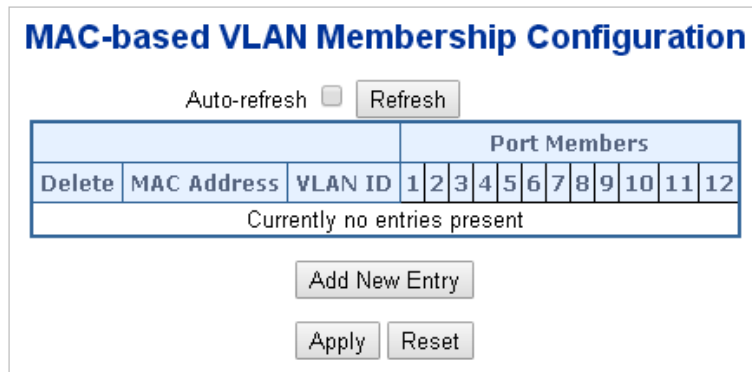 MAC-based VLAN Membership Configuration
Auto-refresh Refresh
Port Members
Delete MAC Address VLAN ID 1 2 3 4 5 6 7 8 9 10 11 12
Currently no entries present
Add New Entry
Apply Reset